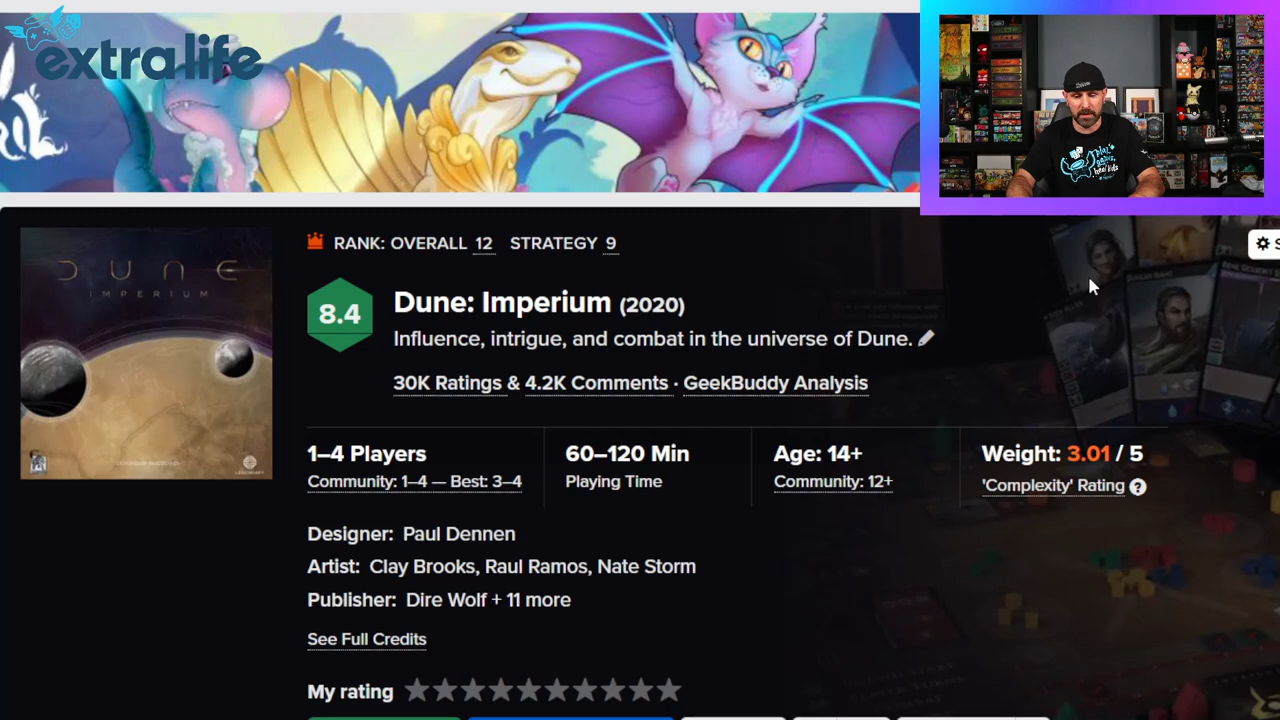 extralife
RANK: OVERALL 12 STRATEGY 9
8.4
Dune: Imperium (2020)
Influence, intrigue, and combat in the universe of Dune.
30K Ratings & 4.2K Comments · GeekBuddy Analysis
DUNE
IMPERIUM
1–4 Players
Community: 1–4 — Best: 3–4
60–120 Min
Playing Time
Age: 14+
Community: 12+
Weight: 3.01 / 5
'Complexity' Rating ?
Designer: Paul Dennen
Artist: Clay Brooks, Raul Ramos, Nate Storm
Publisher: Dire Wolf + 11 more
See Full Credits
My rating